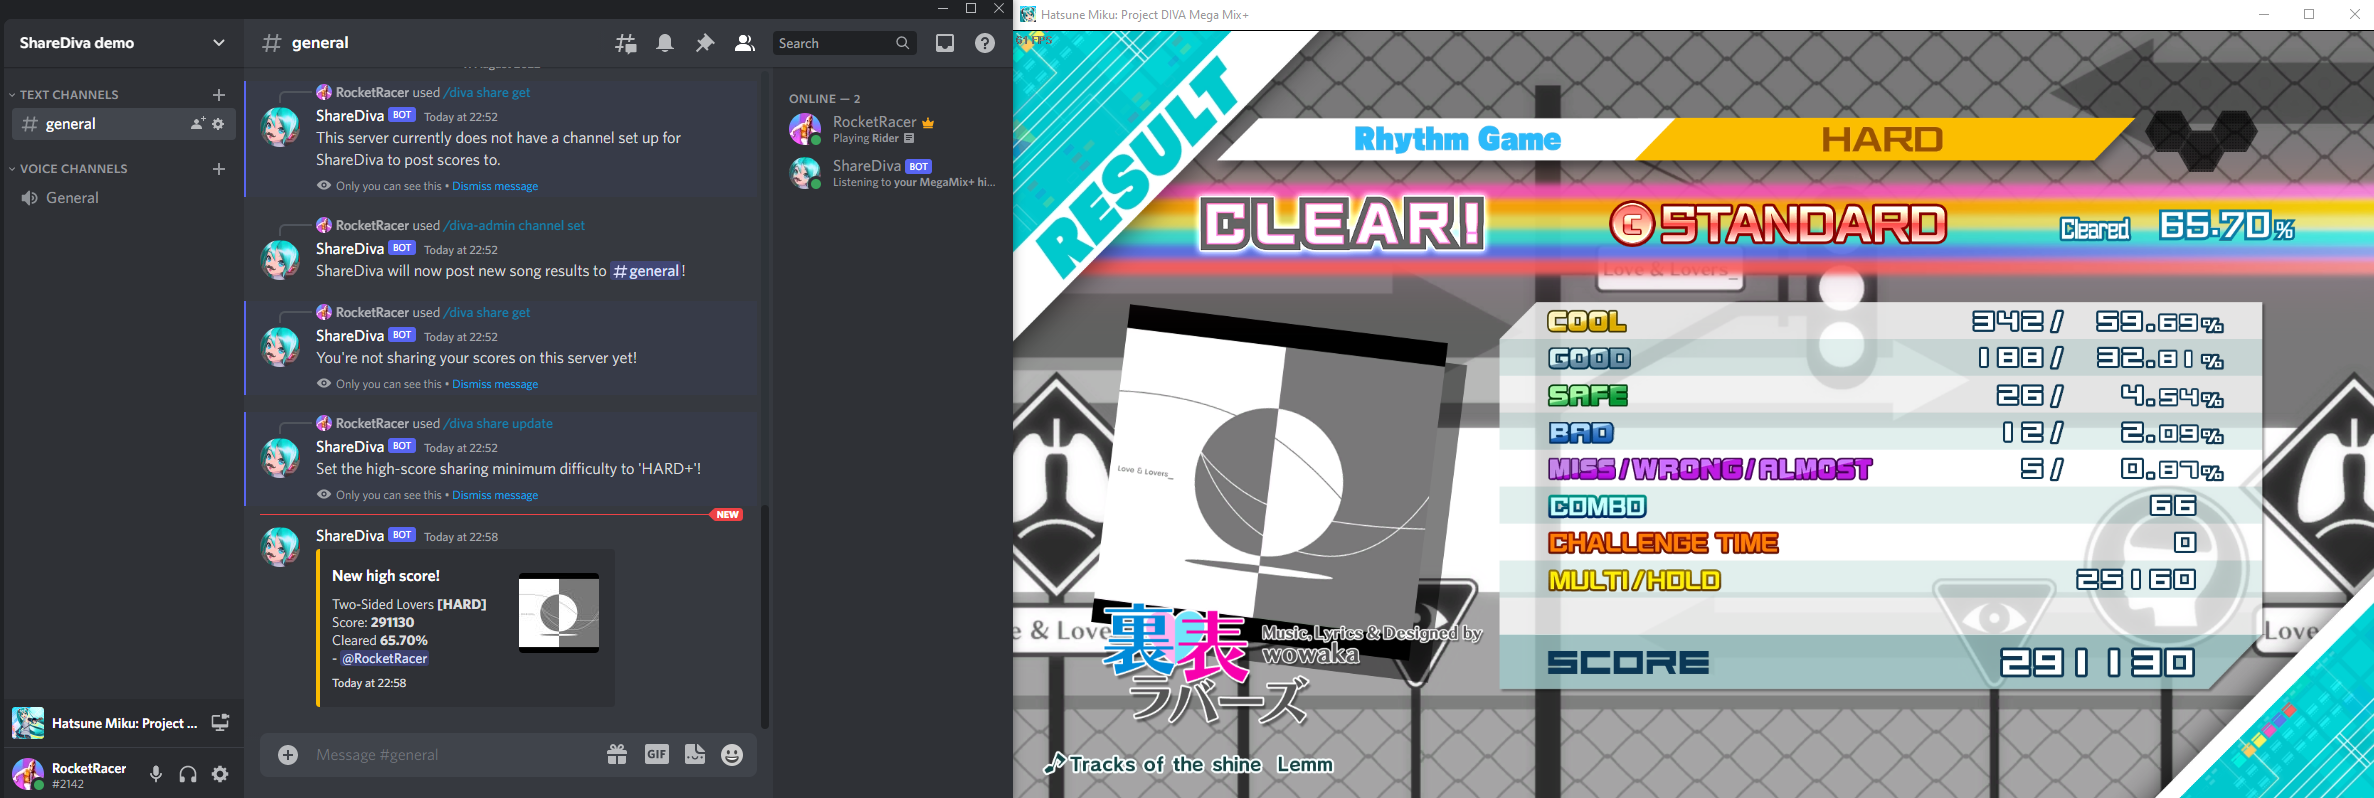 ShareDiva demo
TEXT CHANNELS
general
VOICE CHANNELS
General
Hatsune Miku: Project ...
RocketRacer
#2142
general
Search
RocketRacer used /diva share get
ShareDiva BOT Today at 22:52
This server currently does not have a channel set up for
ShareDiva to post scores to.
Only you can see this • Dismiss message
RocketRacer used /diva-admin channel set
ShareDiva BOT Today at 22:52
ShareDiva will now post new song results to #general!
RocketRacer used /diva share get
ShareDiva BOT Today at 22:52
You're not sharing your scores on this server yet!
Only you can see this • Dismiss message
RocketRacer used /diva share update
ShareDiva BOT Today at 22:52
Set the high-score sharing minimum difficulty to 'HARD+'!
Only you can see this • Dismiss message
NEW
ShareDiva BOT Today at 22:58
New high score!
Two-Sided Lovers [HARD]
Score: 291130
Cleared 65.70%
- @RocketRacer
Today at 22:58
Message #general
GIF
ONLINE — 2
RocketRacer
Playing Rider
ShareDiva BOT
Listening to your MegaMix+ hi...
Hatsune Miku: Project DIVA Mega Mix+
61 FPS
RESULT
Rhythm Game
HARD
CLEAR!
C STANDARD
Cleared 65.70%
Love & Lovers_
COOL 342/ 59.69%
GOOD 188/ 32.81%
SAFE 26/ 4.54%
BAD 12/ 2.09%
MISS/WRONG/ALMOST 5/ 0.87%
COMBO 66
CHALLENGE TIME 0
MULTI/HOLD 25160
SCORE 291130
Love & Lovers_
e & Love
Love
裏表
ラバーズ
Music, Lyrics & Designed by
wowaka
Tracks of the shine Lemm